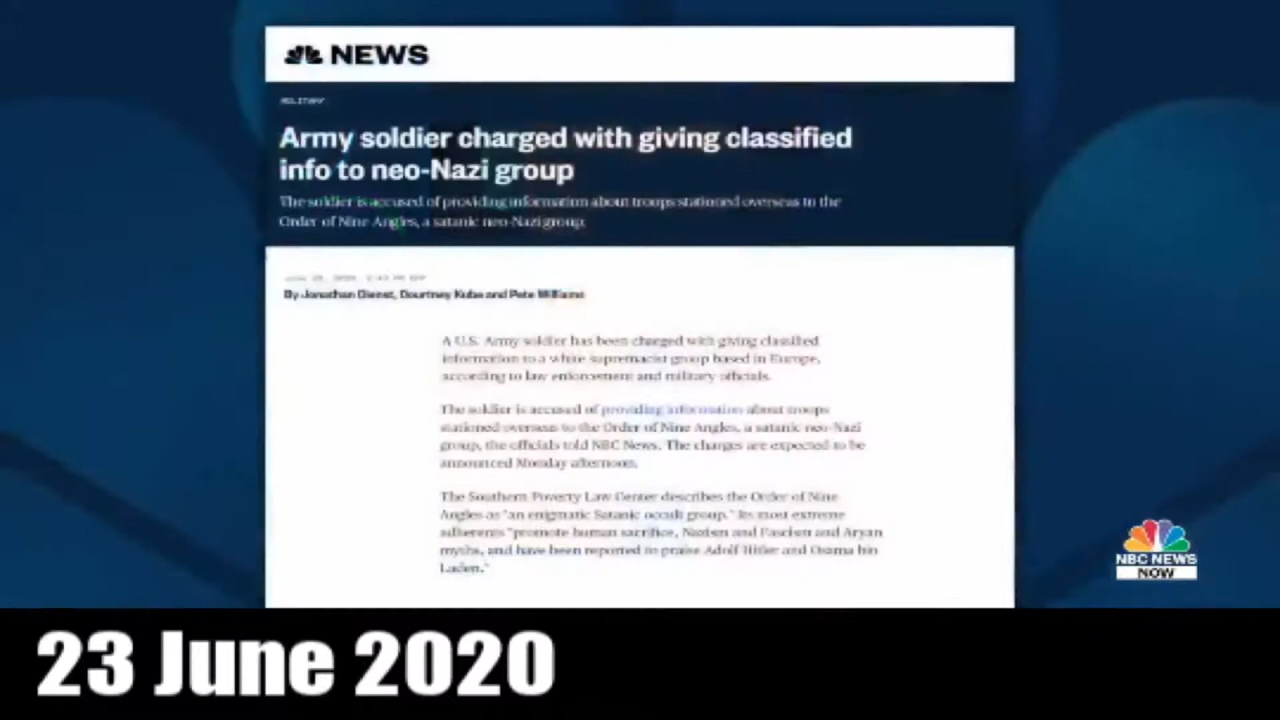 NEWS
MILITARY
Army soldier charged with giving classified
info to neo-Nazi group
The soldier is accused of providing information about troops stationed overseas to the
Order of Nine Angles, a satanic neo-Nazi group.
By Jonathan Dienst, Courtney Kube and Pete Williams
A U.S. Army soldier has been charged with giving classified
information to a white supremacist group based in Europe,
according to law enforcement and military officials.
The soldier is accused of providing information about troops
stationed overseas to the Order of Nine Angles, a satanic neo-Nazi
group, the officials told NBC News. The charges are expected to be
announced Monday afternoon.
The Southern Poverty Law Center describes the Order of Nine
Angles as "an enigmatic Satanic occult group." Its most extreme
adherents "promote human sacrifice, Nazism and Fascism and Aryan
myths, and have been reported to praise Adolf Hitler and Osama bin
Laden."
NBC NEWS
NOW
23 June 2020